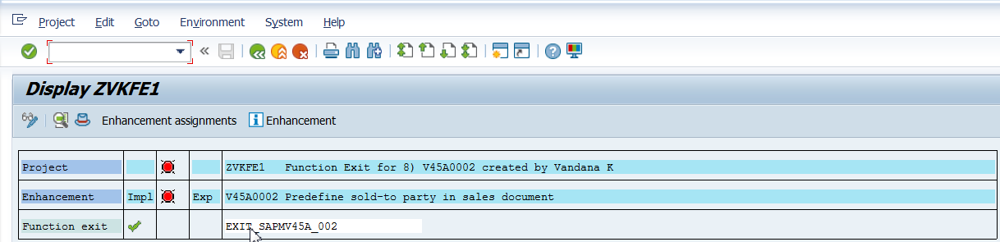 Project Edit Goto Environment System Help
Display ZVKFE1
Enhancement assignments Enhancement
Project ZVKFE1 Function Exit for 8) V45A0002 created by Vandana K
Enhancement Impl Exp V45A0002 Predefine sold-to party in sales document
Function exit EXIT_SAPMV45A_002